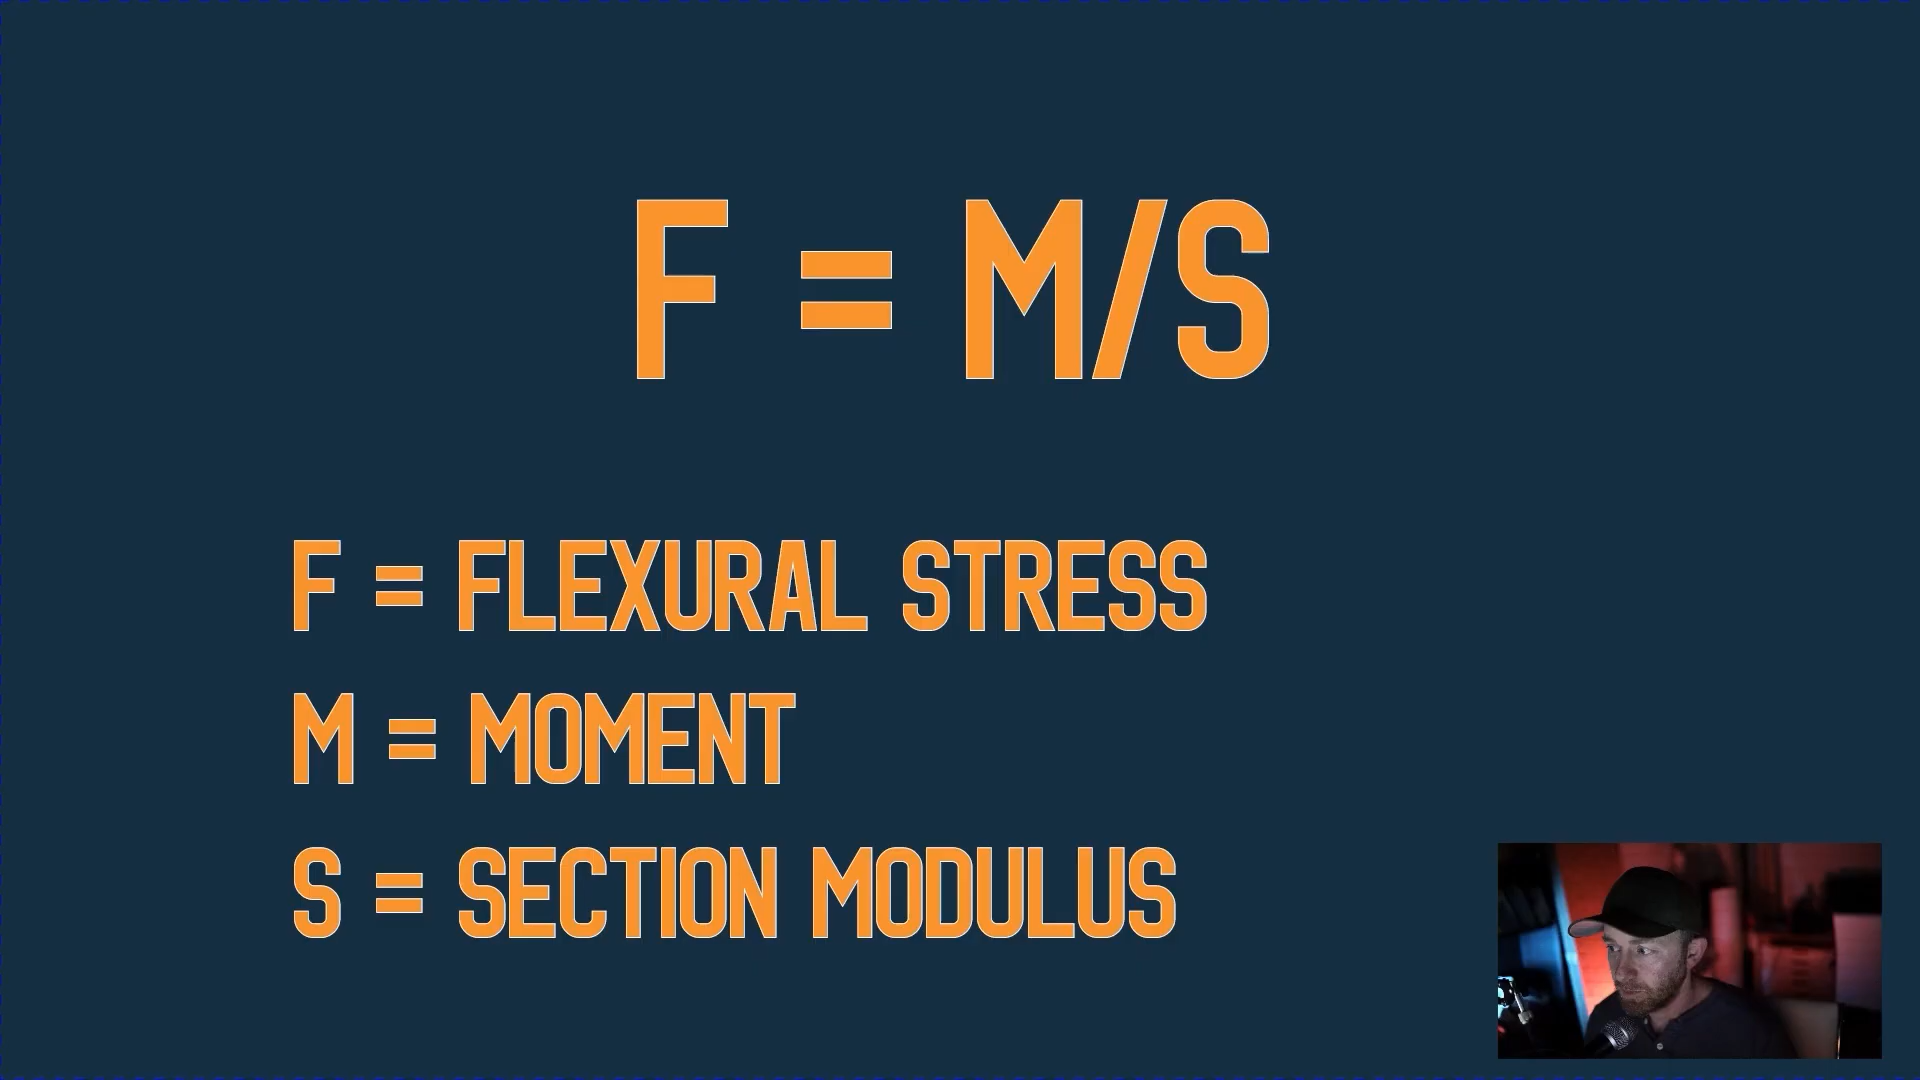 F = M/S
F = FLEXURAL STRESS
M = MOMENT
S = SECTION MODULUS